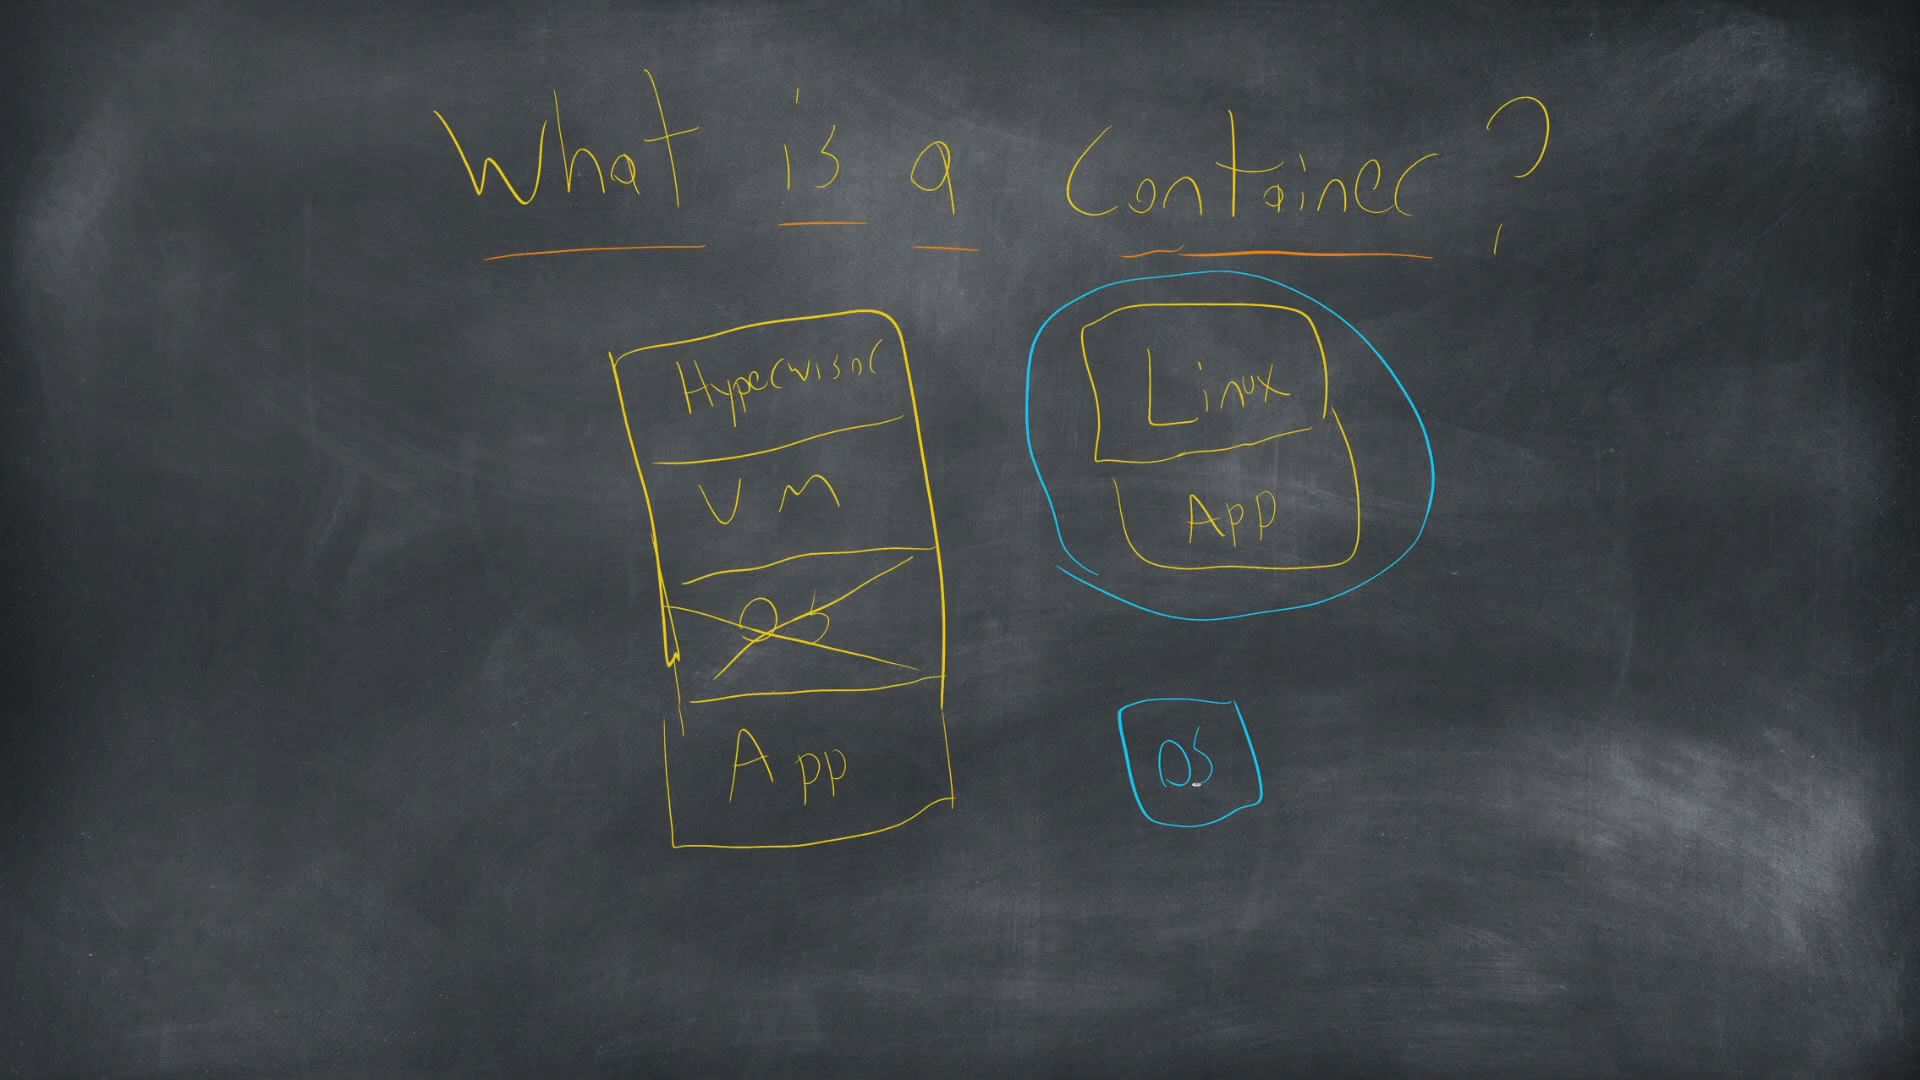 What is a Container?
Hypervisor
VM
OS
App
Linux
App
OS